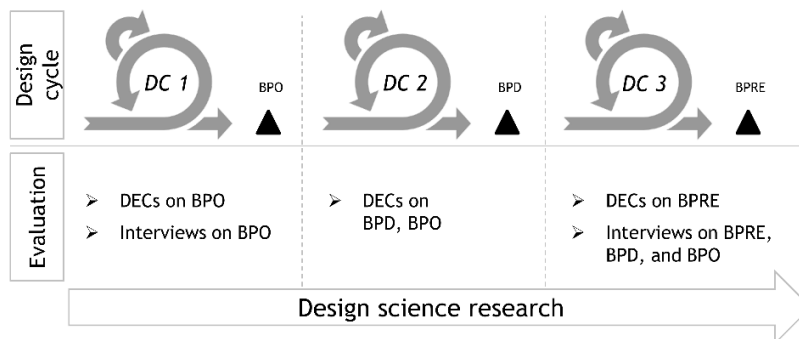 Design
cycle
DC 1
BPO
DC 2
BPD
DC 3
BPRE
Evaluation
➢ DECs on BPO
➢ Interviews on BPO
➢ DECs on
BPD, BPO
➢ DECs on BPRE
➢ Interviews on BPRE,
BPD, and BPO
Design science research